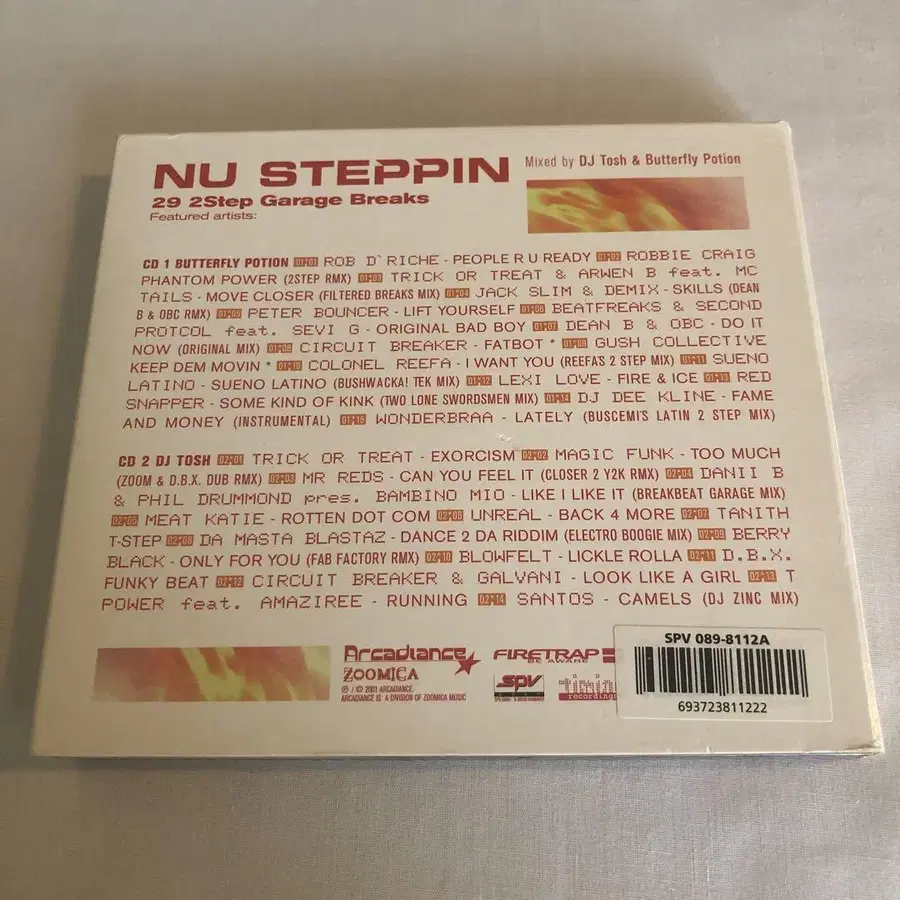 NU STEPPIN
Mixed by DJ Tosh & Butterfly Potion
29 2Step Garage Breaks
Featured artists:
CD 1 BUTTERFLY POTION 01:01 ROB D`RICHE - PEOPLE R U READY 01:02 ROBBIE CRAIG
PHANTOM POWER (2STEP RMX) 01:03 TRICK OR TREAT & ARWEN B feat. MC
TAILS - MOVE CLOSER (FILTERED BREAKS MIX) 01:04 JACK SLIM & DEMIX - SKILLS (DEAN
B & OBC RMX) 01:05 PETER BOUNCER - LIFT YOURSELF 01:06 BEATFREAKS & SECOND
PROTCOL feat. SEVI G - ORIGINAL BAD BOY 01:07 DEAN B & OBC - DO IT
NOW (ORIGINAL MIX) 01:08 CIRCUIT BREAKER - FATBOT * 01:09 GUSH COLLECTIVE
KEEP DEM MOVIN * 01:10 COLONEL REEFA - I WANT YOU (REEFA'S 2 STEP MIX) 01:11 SUENO
LATINO - SUENO LATINO (BUSHWACKA! TEK MIX) 01:12 LEXI LOVE - FIRE & ICE 01:13 RED
SNAPPER - SOME KIND OF KINK (TWO LONE SWORDSMEN MIX) 01:14 DJ DEE KLINE - FAME
AND MONEY (INSTRUMENTAL) 01:15 WONDERBRAA - LATELY (BUSCEMI'S LATIN 2 STEP MIX)
CD 2 DJ TOSH 02:01 TRICK OR TREAT - EXORCISM 02:02 MAGIC FUNK - TOO MUCH
(ZOOM & D.B.X. DUB RMX) 02:03 MR REDS - CAN YOU FEEL IT (CLOSER 2 Y2K RMX) 02:04 DANII B
& PHIL DRUMMOND pres. BAMBINO MIO - LIKE I LIKE IT (BREAKBEAT GARAGE MIX)
02:05 MEAT KATIE - ROTTEN DOT COM 02:06 UNREAL - BACK 4 MORE 02:07 TANITH
T-STEP 02:08 DA MASTA BLASTAZ - DANCE 2 DA RIDDIM (ELECTRO BOOGIE MIX) 02:09 BERRY
BLACK - ONLY FOR YOU (FAB FACTORY RMX) 02:10 BLOWFELT - LICKLE ROLLA 02:11 D.B.X.
FUNKY BEAT 02:12 CIRCUIT BREAKER & GALVANI - LOOK LIKE A GIRL 02:13 T
POWER feat. AMAZIREE - RUNNING 02:14 SANTOS - CAMELS (DJ ZINC MIX)
Arcadiance
FIRETRAP
BE AWARE
ZOOMICA
spv
timing
recordings
℗ / © 2001 ARCADIANCE.
ARCADIANCE IS A DIVISION OF ZOOMICA MUSIC
SPV 089-8112A
693723811222